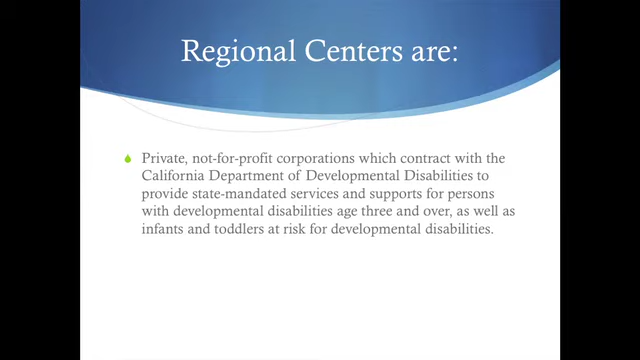 Regional Centers are:
Private, not-for-profit corporations which contract with the
California Department of Developmental Disabilities to
provide state-mandated services and supports for persons
with developmental disabilities age three and over, as well as
infants and toddlers at risk for developmental disabilities.